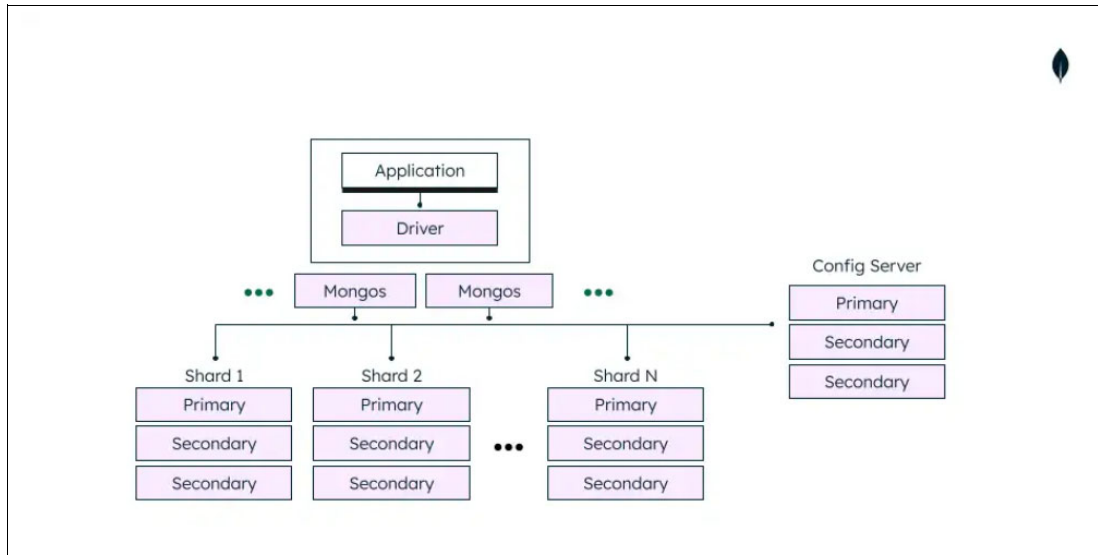 Application
Driver
Mongos Mongos
Config Server
Primary
Secondary
Secondary
Shard 1 Shard 2 Shard N
Primary Primary Primary
Secondary Secondary Secondary
Secondary Secondary Secondary